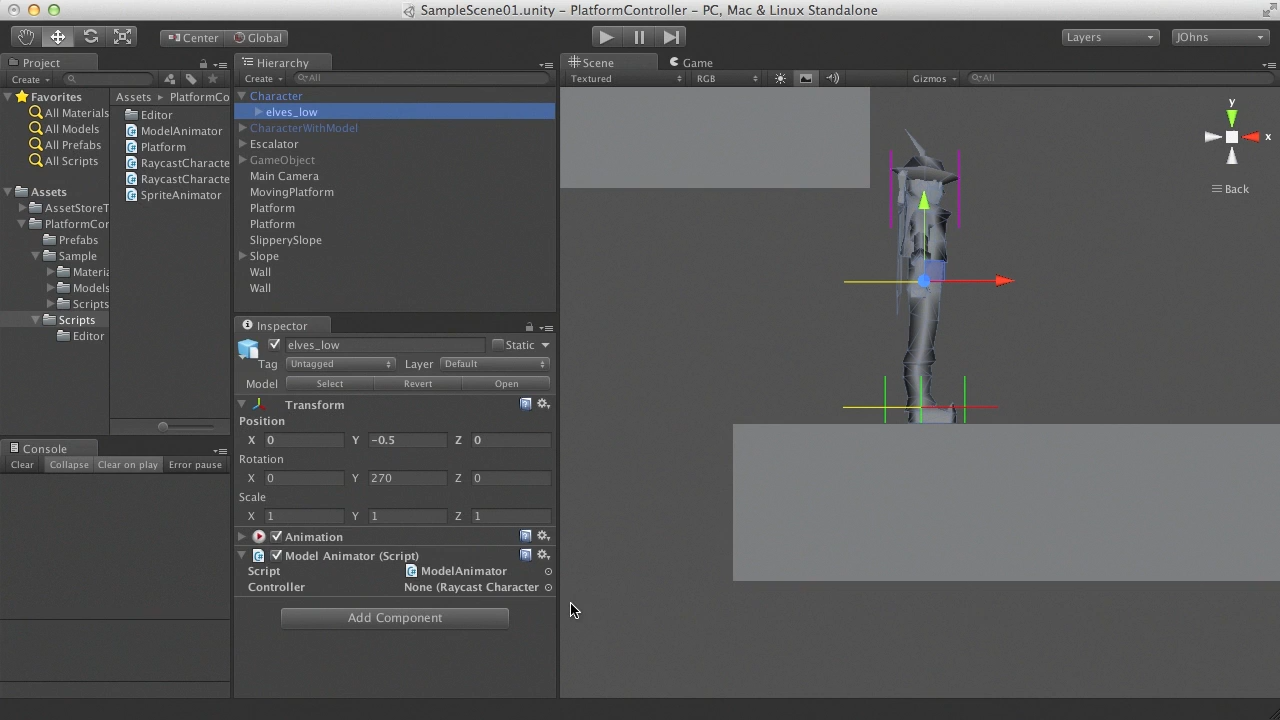 SampleScene01.unity – PlatformController – PC, Mac & Linux Standalone
Center Global Layers JOhns
Project Hierarchy Scene Game
Create Create All Textured RGB Gizmos All
Favorites
All Materials
All Models
All Prefabs
All Scripts
Assets
AssetStoreT
PlatformCor
Prefabs
Sample
Materia
Models
Scripts
Scripts
Editor
Assets PlatformCo
Editor
ModelAnimator
Platform
RaycastCharacte
RaycastCharacte
SpriteAnimator
Character
elves_low
CharacterWithModel
Escalator
GameObject
Main Camera
MovingPlatform
Platform
Platform
SlipperySlope
Slope
Wall
Wall
Inspector
elves_low Static
Tag Untagged Layer Default
Model Select Revert Open
Transform
Position
X 0 Y –0.5 Z 0
Rotation
X 0 Y 270 Z 0
Scale
X 1 Y 1 Z 1
Animation
Model Animator (Script)
Script ModelAnimator
Controller None (Raycast Character
Add Component
Console
Clear Collapse Clear on play Error pause
y
x
Back